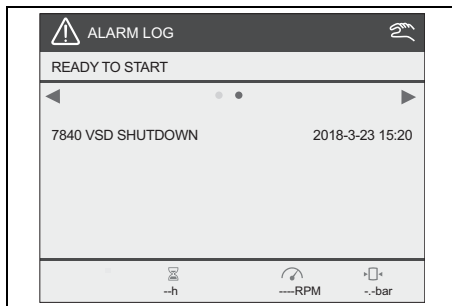 ALARM LOG
READY TO START
7840 VSD SHUTDOWN 2018-3-23 15:20
--h ----RPM -.-bar